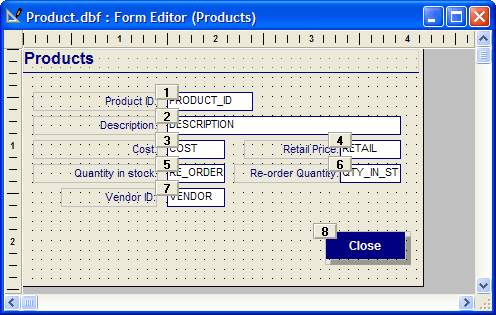 Product.dbf : Form Editor (Products)
1 2 3 4
Products
1
Product ID: PRODUCT_ID
2
Description: DESCRIPTION
3 4
Cost: COST Retail Price: RETAIL
5 6
Quantity in stock: RE_ORDER Re-order Quantity: QTY_IN_ST
7
Vendor ID: VENDOR
8
Close
1
2